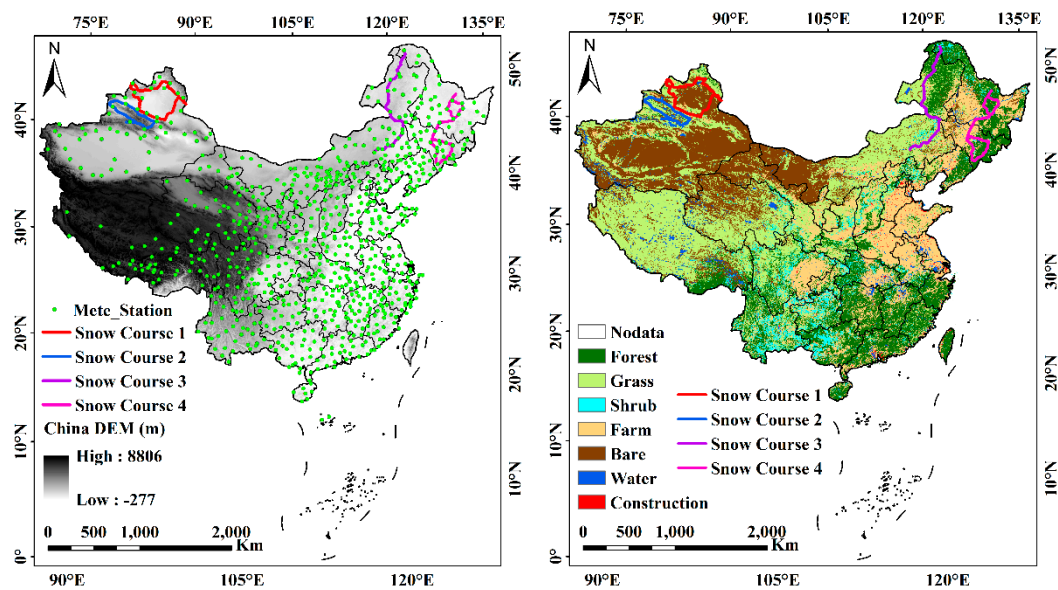 75°E 90°E 105°E 120°E 135°E
N
50°N
40°N
30°N
20°N
10°N
0°
50°N
40°N
30°N
20°N
10°N
Mete_Station
Snow Course 1
Snow Course 2
Snow Course 3
Snow Course 4
China DEM (m)
High : 8806
Low : -277
0 500 1,000 2,000
Km
90°E 105°E 120°E
75°E 90°E 105°E 120°E 135°E
N
40°N
30°N
20°N
10°N
0°
50°N
40°N
30°N
20°N
10°N
Nodata
Forest
Grass
Shrub
Farm
Bare
Water
Construction
Snow Course 1
Snow Course 2
Snow Course 3
Snow Course 4
0 500 1,000 2,000
Km
90°E 105°E 120°E